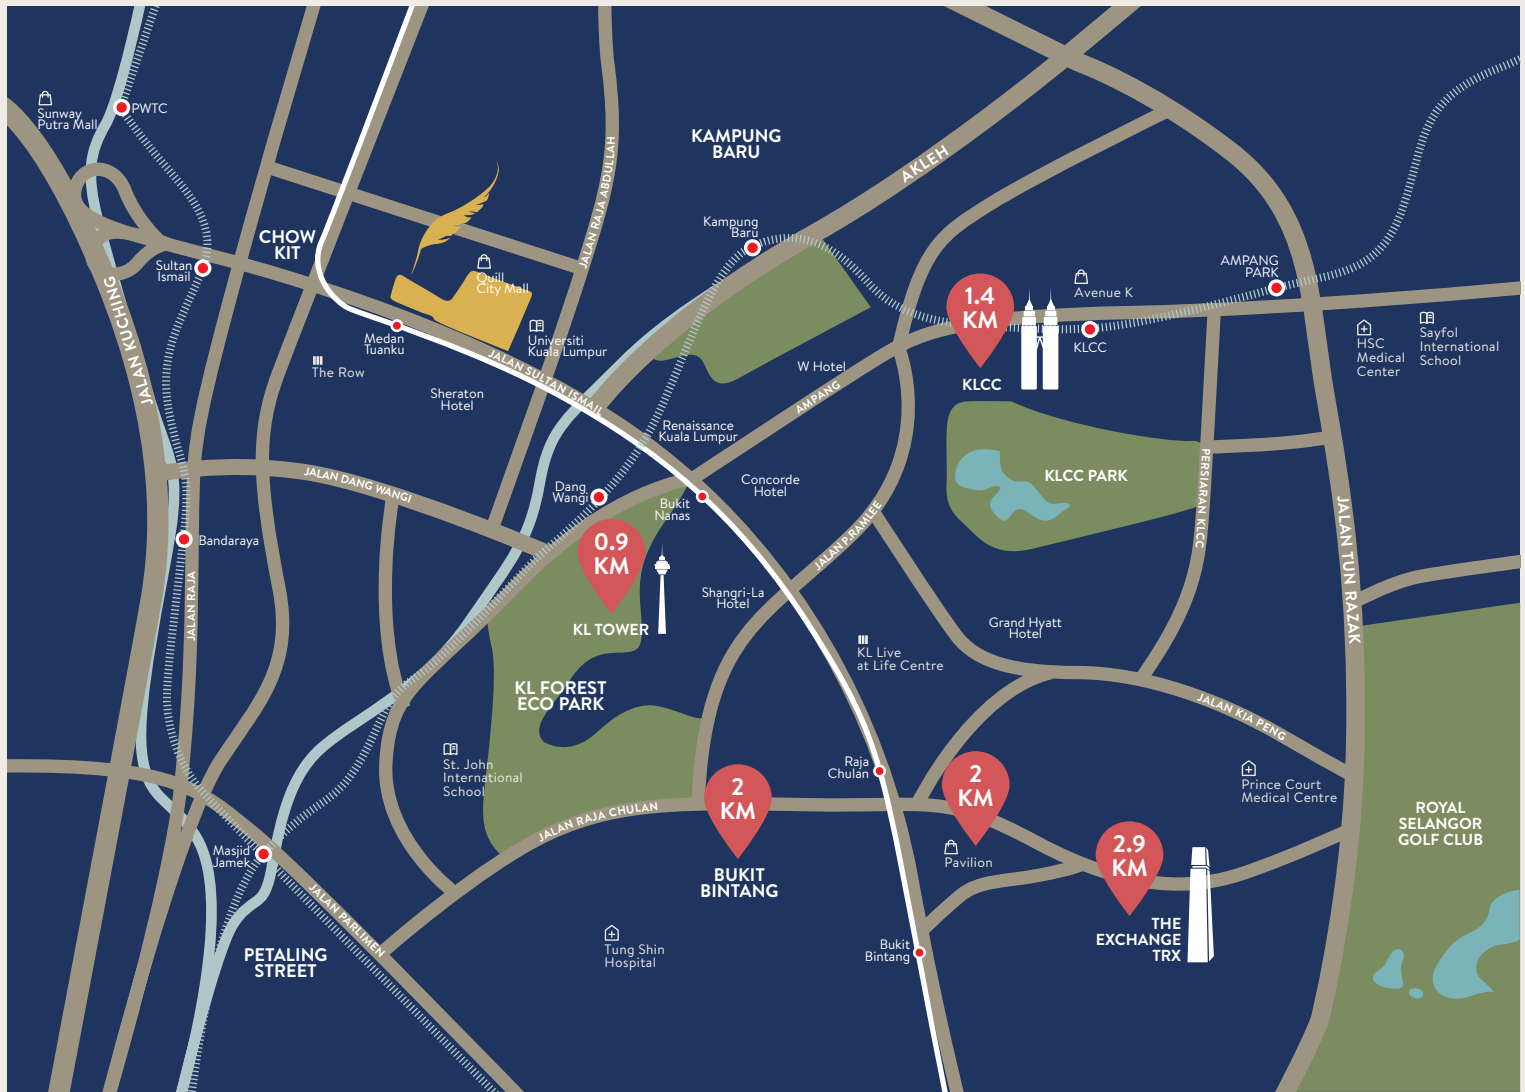 Sunway
Putra Mall
PWTC
CHOW
KIT
Sultan
Ismail
JALAN KUCHING
Quill
City Mall
JALAN RAJA ABDULLAH
KAMPUNG
BARU
AKLEH
Kampung
Baru
1.4
KM
KLCC
Avenue K
KLCC
AMPANG
PARK
HSC
Medical
Center
Sayfol
International
School
Medan
Tuanku
The Row
Universiti
Kuala Lumpur
JALAN SULTAN ISMAIL
Sheraton
Hotel
W Hotel
AMPANG
Renaissance
Kuala Lumpur
JALAN DANG WANGI
Dang
Wangi
Bukit
Nanas
Concorde
Hotel
KLCC PARK
PERSIARAN KLCC
JALAN TUN RAZAK
Bandaraya
JALAN RAJA
0.9
KM
KL TOWER
JALAN P.RAMLEE
Shangri-La
Hotel
KL Live
at Life Centre
Grand Hyatt
Hotel
KL FOREST
ECO PARK
JALAN KIA PENG
St. John
International
School
Raja
Chulan
2
KM
BUKIT
BINTANG
JALAN RAJA CHULAN
2
KM
Pavilion
Prince Court
Medical Centre
2.9
KM
THE
EXCHANGE
TRX
ROYAL
SELANGOR
GOLF CLUB
Masjid
Jamek
JALAN PARLIMEN
PETALING
STREET
Tung Shin
Hospital
Bukit
Bintang